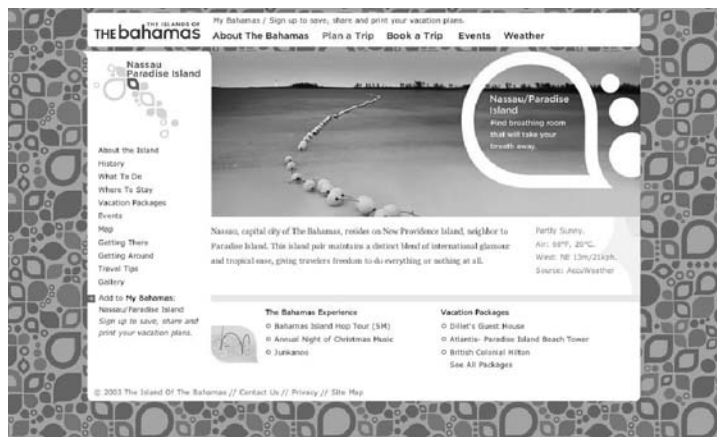 THE ISLANDS OF
THE bahamas
My Bahamas / Sign up to save, share and print your vacation plans.
About The Bahamas Plan a Trip Book a Trip Events Weather
Nassau
Paradise Island
Nassau/Paradise
Island
Find breathing room
that will take your
breath away.
About the Island
History
What To Do
Where To Stay
Vacation Packages
Events
Map
Getting There
Getting Around
Travel Tips
Gallery
Add to My Bahamas:
Nassau/Paradise Island
Sign up to save, share and
print your vacation plans.
Nassau, capital city of The Bahamas, resides on New Providence Island, neighbor to
Paradise Island. This island pair maintains a distinct blend of international glamour
and tropical ease, giving travelers freedom to do everything or nothing at all.
Partly Sunny.
Air: 68°F, 20°C.
Wind: NE 13m/21kph.
Source: AccuWeather
The Bahamas Experience
Bahamas Island Hop Tour (SM)
Annual Night of Christmas Music
Junkanoo
Vacation Packages
Dillet's Guest House
Atlantis- Paradise Island Beach Tower
British Colonial Hilton
See All Packages
© 2003 The Island Of The Bahamas // Contact Us // Privacy // Site Map